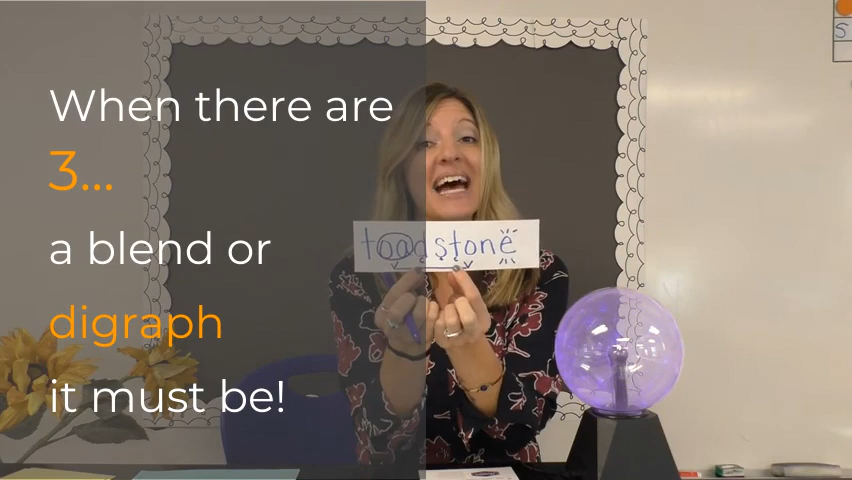 When there are
3...
a blend or
digraph
it must be!
toadstone
S